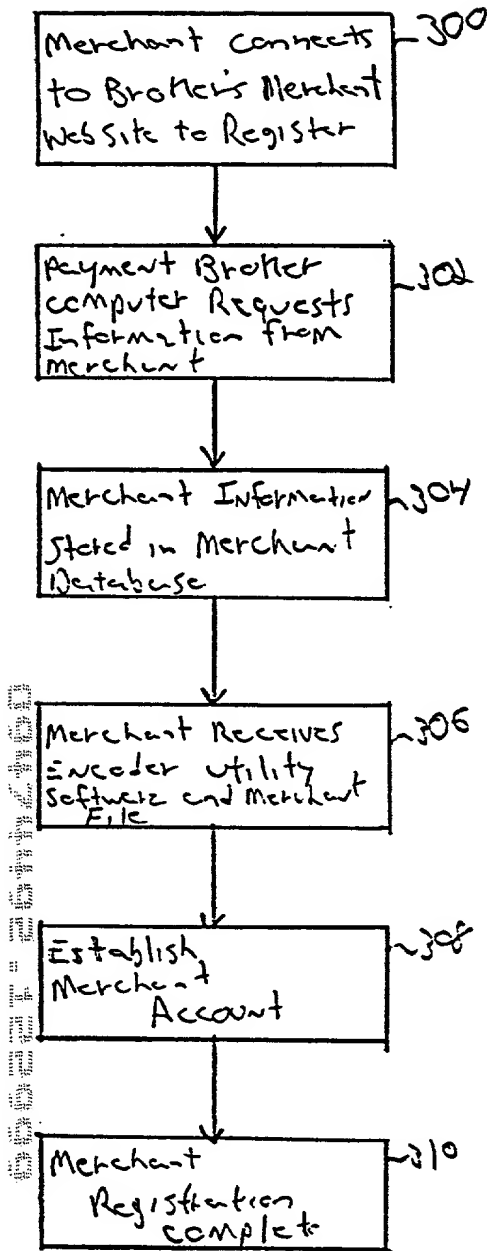 Merchant Connects
to Broker's Merchant
Website to Register
300
Payment Broker
computer Requests
Information from
merchant
302
Merchant Information
Stored in Merchant
Database
304
Merchant Receives
Encoder utility
Software and Merchant
File
306
Establish
Merchant
Account
308
Merchant
Registration
complete
310